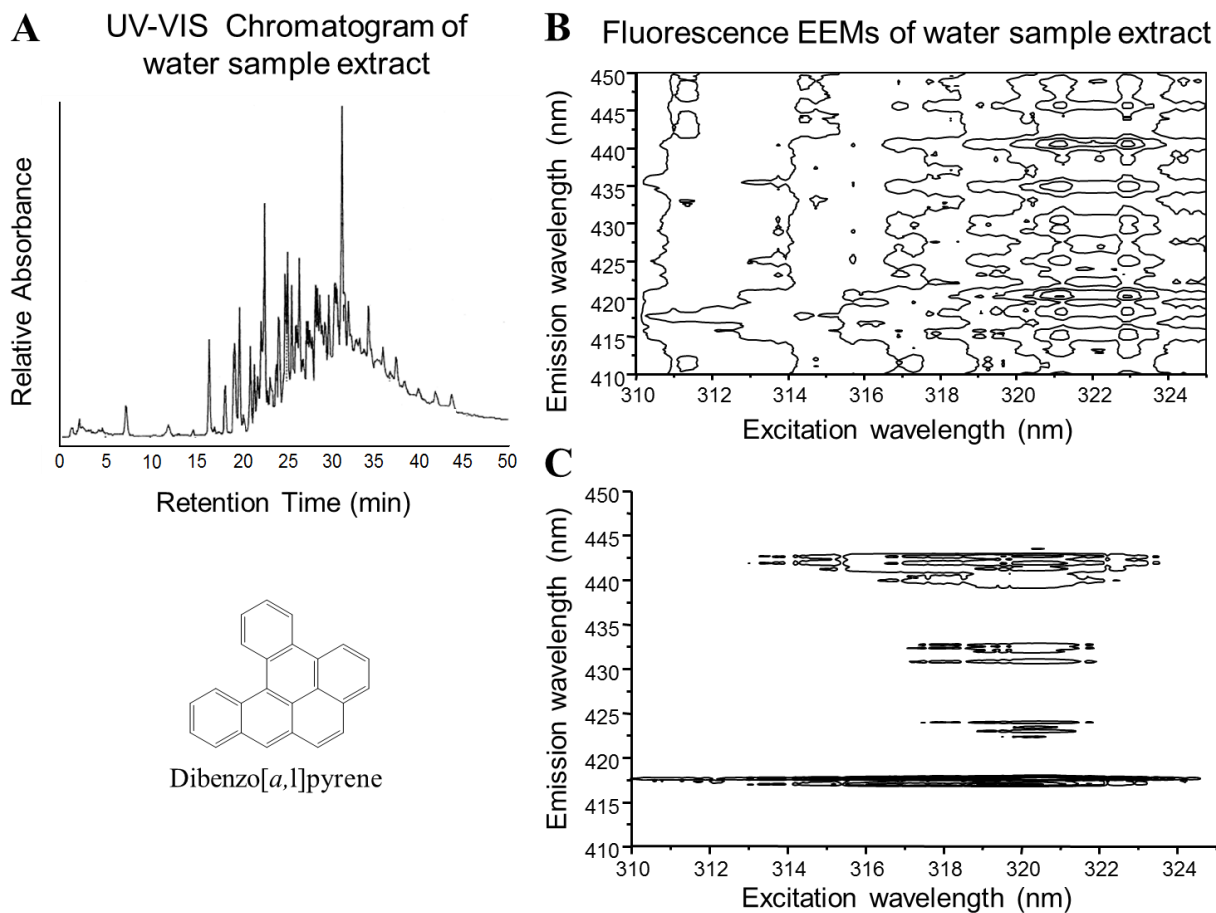 A
UV-VIS Chromatogram of
water sample extract
Relative Absorbance
0 5 10 15 20 25 30 35 40 45 50
Retention Time (min)
Dibenzo[a,l]pyrene
B
Fluorescence EEMs of water sample extract
Emission wavelength (nm)
450
445
440
435
430
425
420
415
410
310 312 314 316 318 320 322 324
Excitation wavelength (nm)
C
Emission wavelength (nm)
450
445
440
435
430
425
420
415
410
310 312 314 316 318 320 322 324
Excitation wavelength (nm)